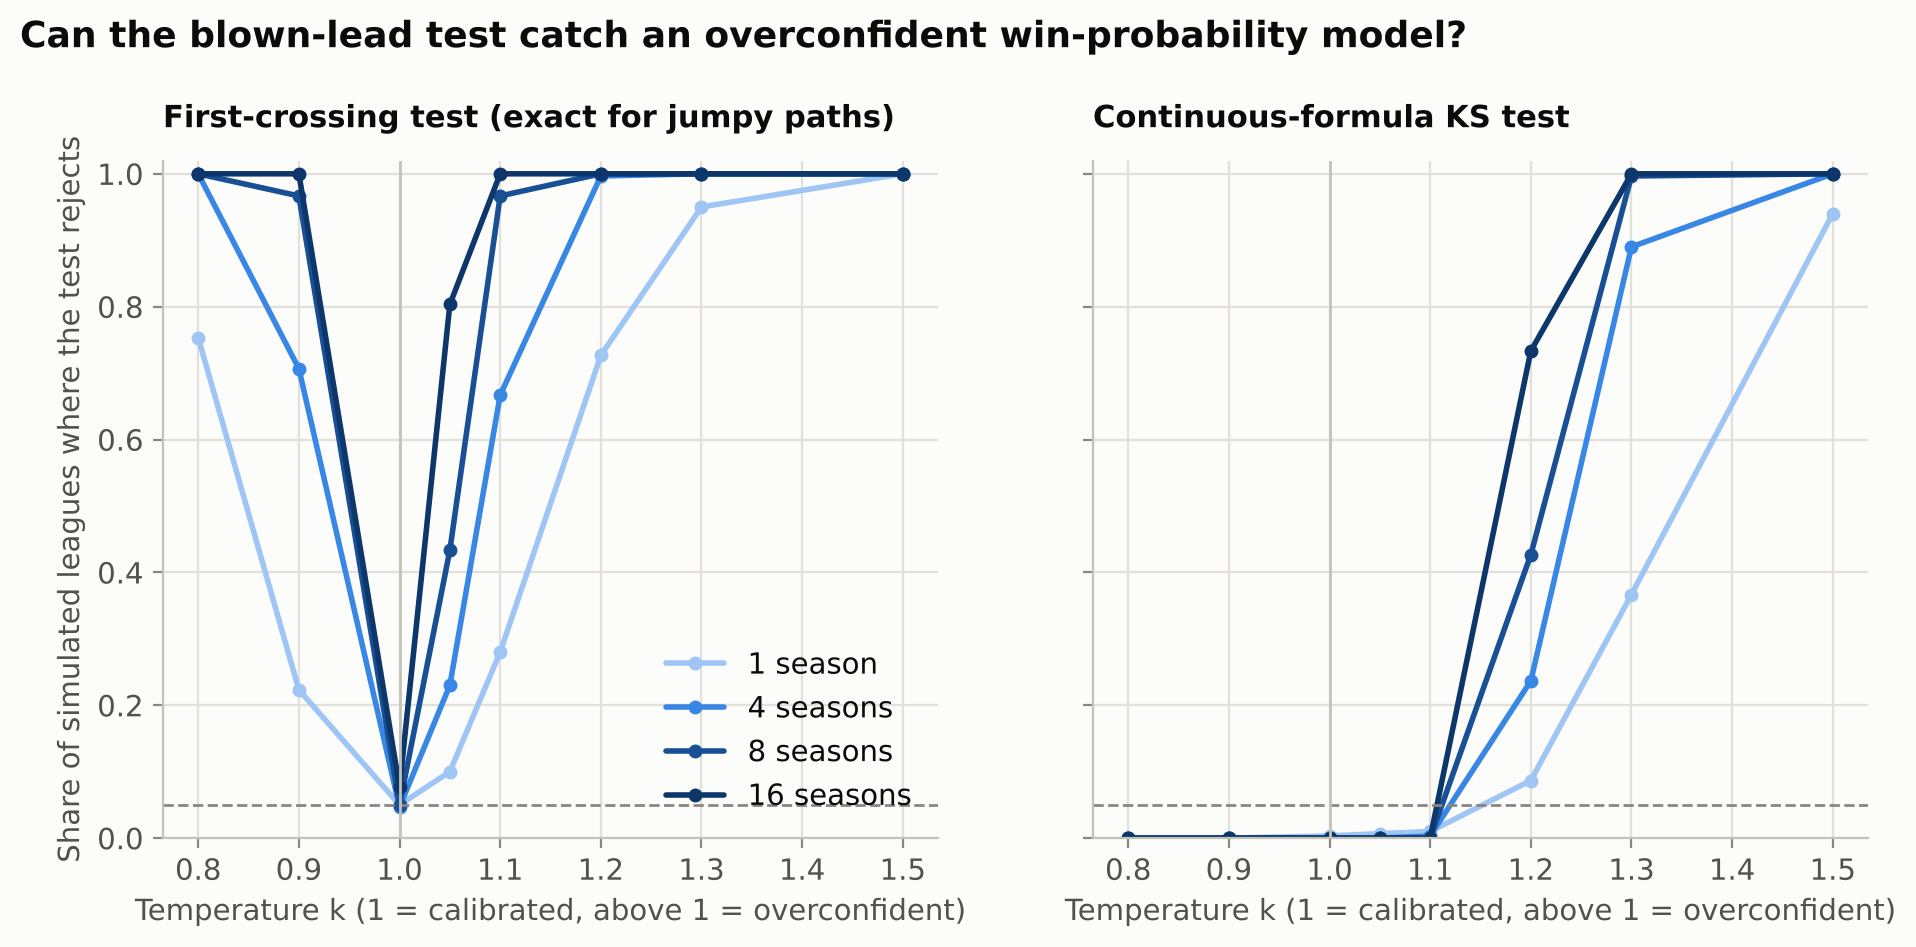 Can the blown-lead test catch an overconfident win-probability model?
First-crossing test (exact for jumpy paths)
Share of simulated leagues where the test rejects
1.0
0.8
0.6
0.4
0.2
0.0
0.8 0.9 1.0 1.1 1.2 1.3 1.4 1.5
Temperature k (1 = calibrated, above 1 = overconfident)
1 season
4 seasons
8 seasons
16 seasons
Continuous-formula KS test
0.8 0.9 1.0 1.1 1.2 1.3 1.4 1.5
Temperature k (1 = calibrated, above 1 = overconfident)